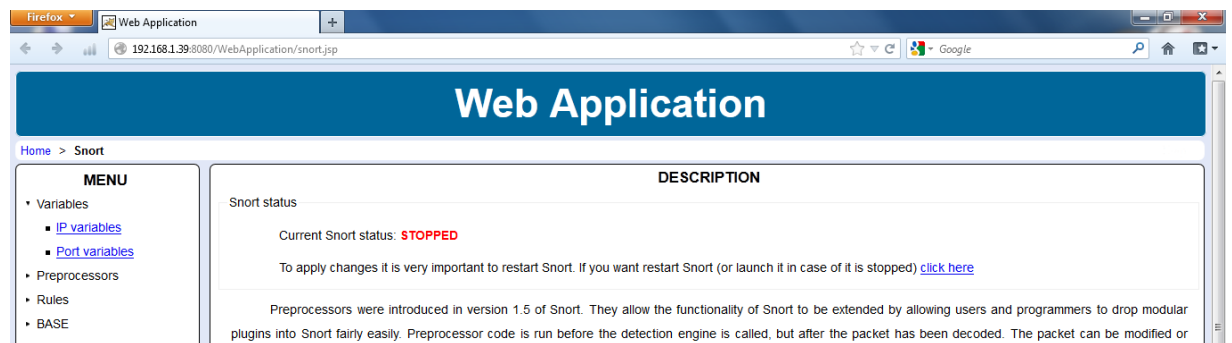 Firefox
Web Application
192.168.1.39:8080/WebApplication/snort.jsp
Google
Web Application
Home > Snort
MENU
Variables
IP variables
Port variables
Preprocessors
Rules
BASE
DESCRIPTION
Snort status
Current Snort status: STOPPED
To apply changes it is very important to restart Snort. If you want restart Snort (or launch it in case of it is stopped) click here
Preprocessors were introduced in version 1.5 of Snort. They allow the functionality of Snort to be extended by allowing users and programmers to drop modular
plugins into Snort fairly easily. Preprocessor code is run before the detection engine is called, but after the packet has been decoded. The packet can be modified or